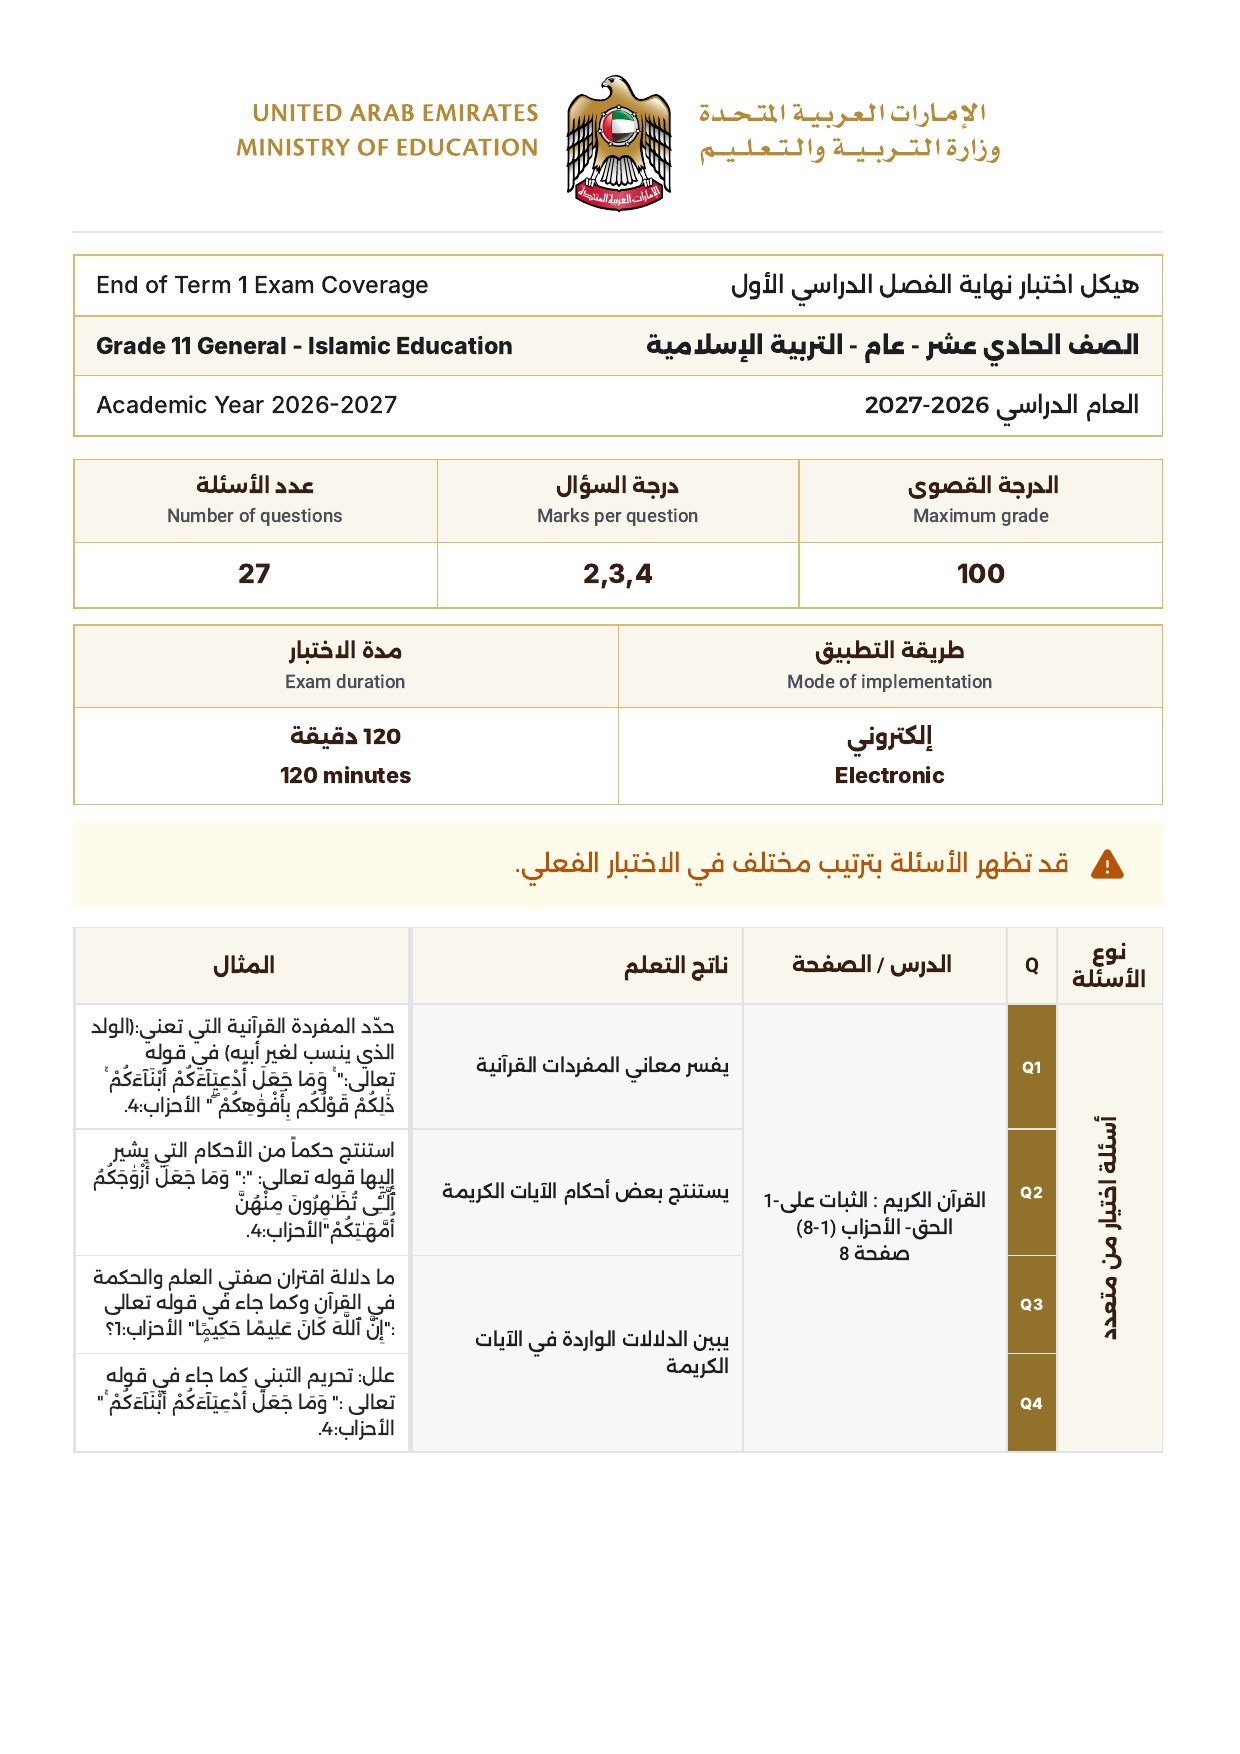 UNITED ARAB EMIRATES
MINISTRY OF EDUCATION
الإمارات العربية المتحدة
وزارة التربية والتعليم
الإمارات العربية المتحدة
هيكل اختبار نهاية الفصل الدراسي الأول
End of Term 1 Exam Coverage
الصف الحادي عشر - عام - التربية الإسلامية
Grade 11 General - Islamic Education
العام الدراسي 2026-2027
Academic Year 2026-2027
الدرجة القصوى
Maximum grade
100
درجة السؤال
Marks per question
2,3,4
عدد الأسئلة
Number of questions
27
طريقة التطبيق
Mode of implementation
إلكتروني
Electronic
مدة الاختبار
Exam duration
120 دقيقة
120 minutes
قد تظهر الأسئلة بترتيب مختلف في الاختبار الفعلي.
نوع
الأسئلة
Q
الدرس / الصفحة
ناتج التعلم
المثال
أسئلة اختيار من متعدد
القرآن الكريم : الثبات على-1
الحق- الأحزاب (1-8)
صفحة 8
Q1
يفسر معاني المفردات القرآنية
حدّد المفردة القرآنية التي تعني:(الولد
الذي ينسب لغير أبيه) في قوله
تعالى:" ۚ وَمَا جَعَلَ أَدْعِيَآءَكُمْ أَبْنَآءَكُمْ ۚ
ذَٰلِكُمْ قَوْلُكُم بِأَفْوَٰهِكُمْ ۖ" الأحزاب:4.
Q2
يستنتج بعض أحكام الآيات الكريمة
استنتج حكماً من الأحكام التي يشير
إليها قوله تعالى: ":" وَمَا جَعَلَ أَزْوَٰجَكُمُ
ٱلَّٰٓـِٔى تُظَـٰهِرُونَ مِنْهُنَّ
أُمَّهَـٰتِكُمْ"الأحزاب:4.
Q3
يبين الدلالات الواردة في الآيات
الكريمة
ما دلالة اقتران صفتي العلم والحكمة
في القرآن وكما جاء في قوله تعالى
:"إِنَّ ٱللَّهَ كَانَ عَلِيمًا حَكِيمًۭا" الأحزاب:1؟
Q4
علل: تحريم التبني كما جاء في قوله
تعالى :" وَمَا جَعَلَ أَدْعِيَآءَكُمْ أَبْنَآءَكُمْ ۚ"
الأحزاب:4.